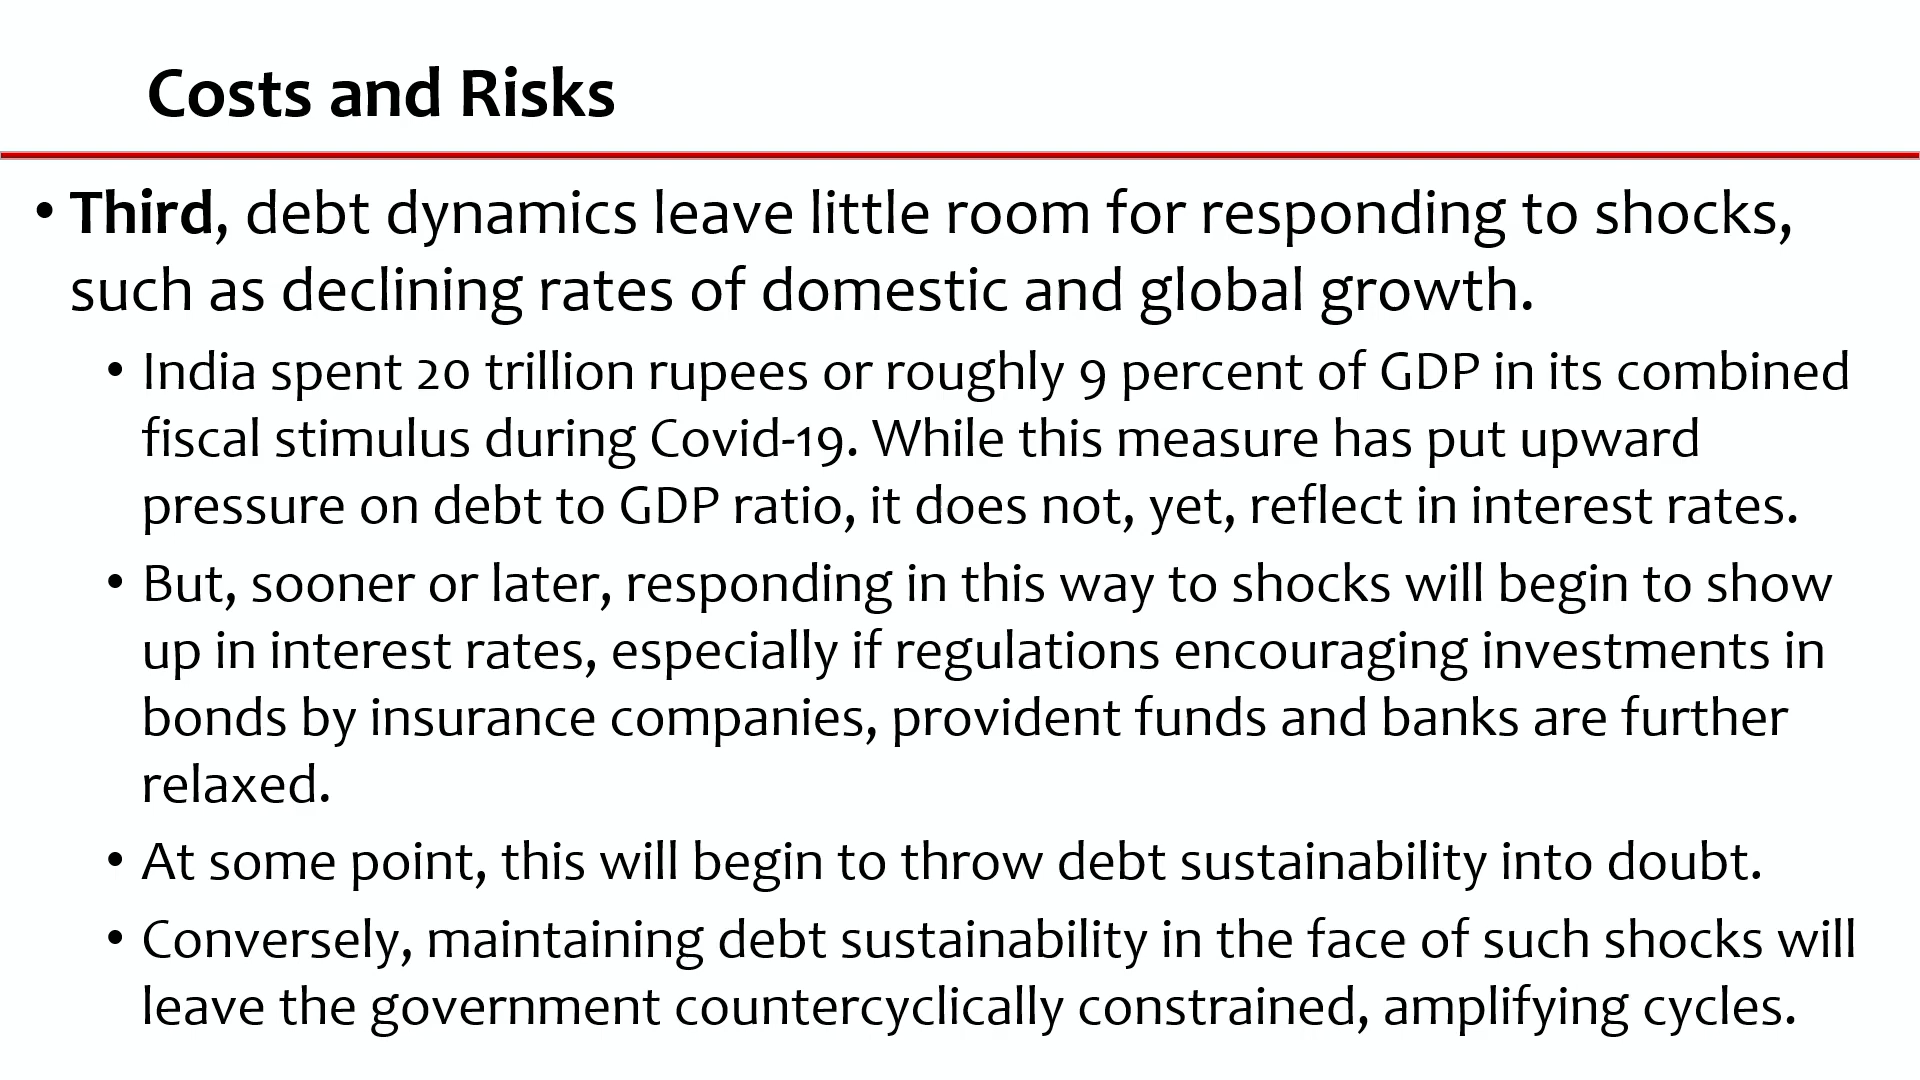 Costs and Risks
• Third, debt dynamics leave little room for responding to shocks,
such as declining rates of domestic and global growth.
• India spent 20 trillion rupees or roughly 9 percent of GDP in its combined
fiscal stimulus during Covid-19. While this measure has put upward
pressure on debt to GDP ratio, it does not, yet, reflect in interest rates.
• But, sooner or later, responding in this way to shocks will begin to show
up in interest rates, especially if regulations encouraging investments in
bonds by insurance companies, provident funds and banks are further
relaxed.
• At some point, this will begin to throw debt sustainability into doubt.
• Conversely, maintaining debt sustainability in the face of such shocks will
leave the government countercyclically constrained, amplifying cycles.